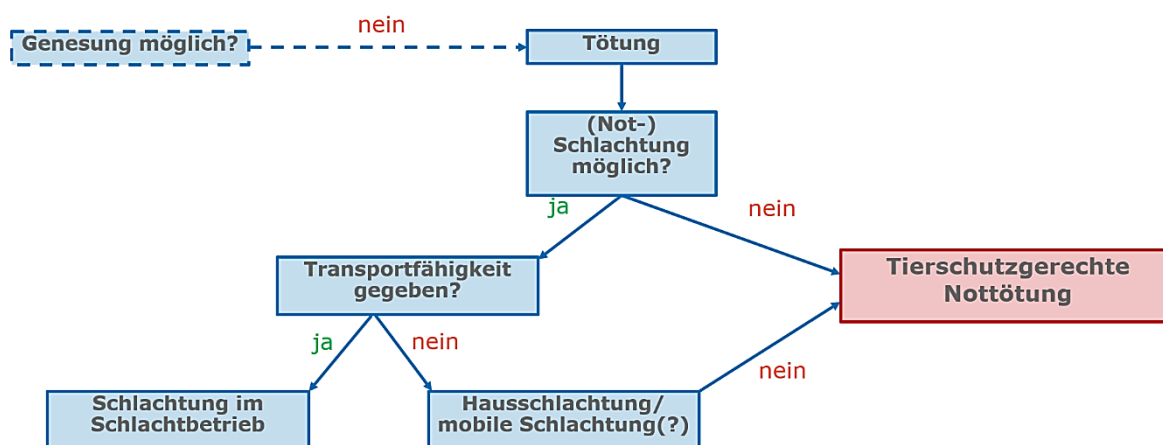 nein
Genesung möglich?
Tötung
(Not-)
Schlachtung
möglich?
ja
nein
Transportfähigkeit
gegeben?
Tierschutzgerechte
Nottötung
ja
nein
nein
Schlachtung im
Schlachtbetrieb
Hausschlachtung/
mobile Schlachtung(?)